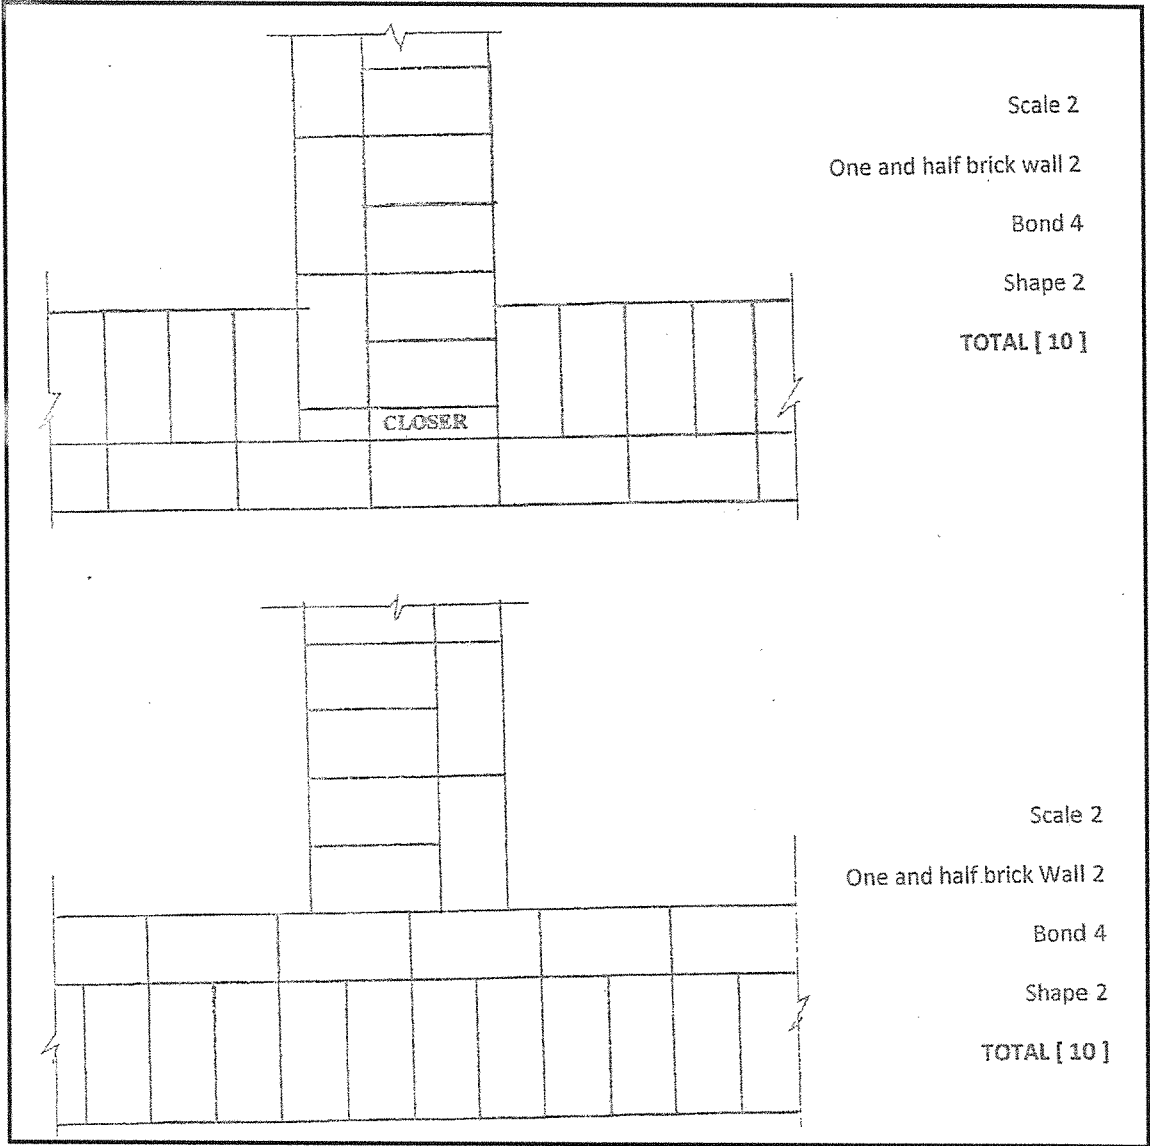 Scale 2
One and half brick wall 2
Bond 4
Shape 2
TOTAL [ 10 ]
CLOSER
Scale 2
One and half brick Wall 2
Bond 4
Shape 2
TOTAL [ 10 ]